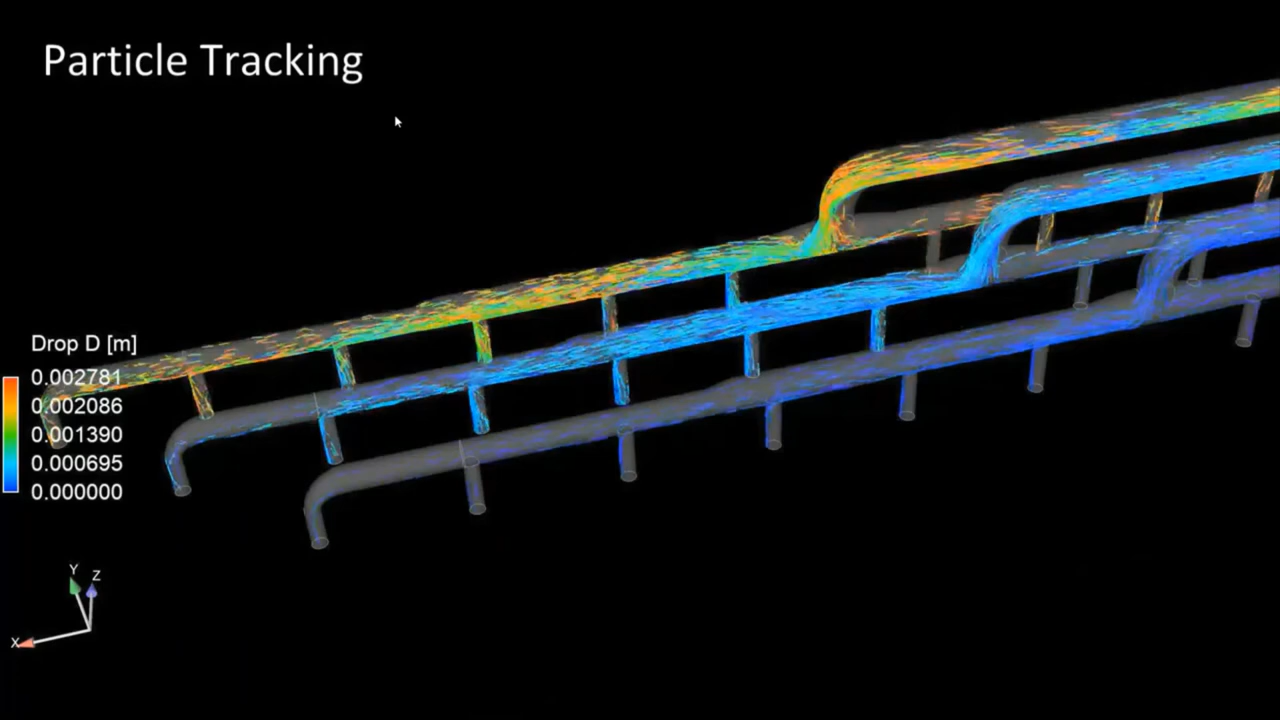 Particle Tracking
Drop D [m]
0.002781
0.002086
0.001390
0.000695
0.000000
Y
Z
X